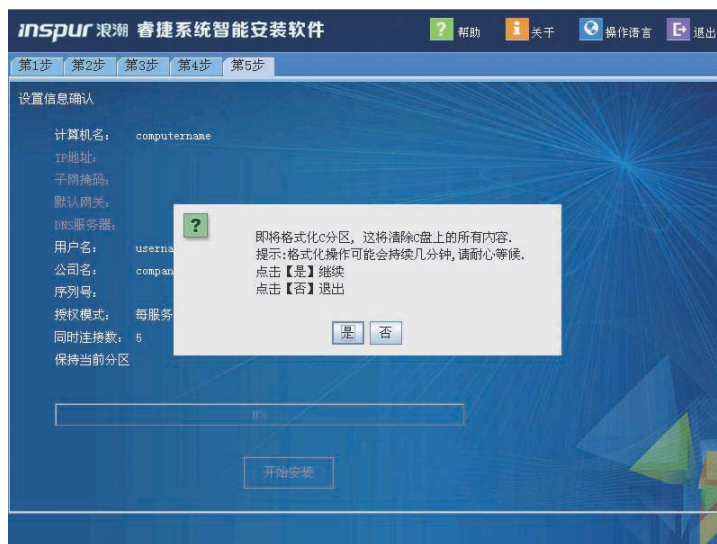 inspur 浪潮 睿捷系统智能安装软件 帮助 关于 操作语言 退出
第1步 第2步 第3步 第4步 第5步
设置信息确认
计算机名: computername
IP地址:
子网掩码:
默认网关:
DNS服务器:
用户名: userna
公司名: compan
序列号:
授权模式: 每服务
同时连接数: 5
保持当前分区
即将格式化C分区, 这将清除C盘上的所有内容.
提示:格式化操作可能会持续几分钟,请耐心等候.
点击【是】继续
点击【否】退出
是 否
0%
开始安装